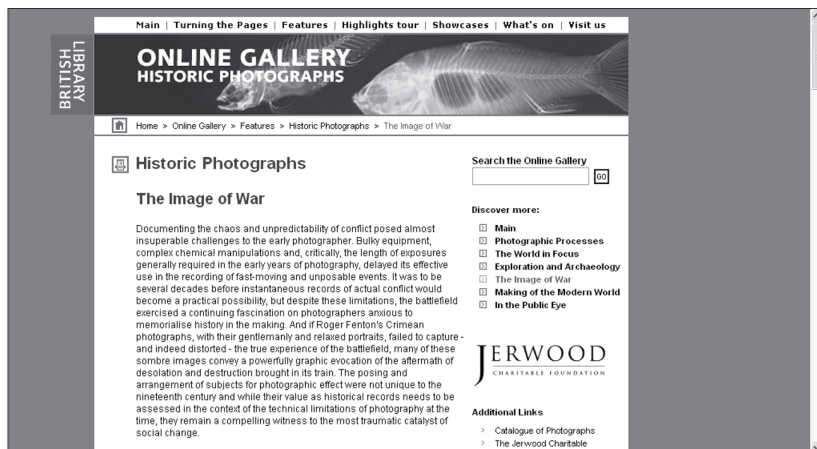 Main | Turning the Pages | Features | Highlights tour | Showcases | What's on | Visit us
BRITISH
LIBRARY
ONLINE GALLERY
HISTORIC PHOTOGRAPHS
Home > Online Gallery > Features > Historic Photographs > The Image of War
Historic Photographs
The Image of War
Documenting the chaos and unpredictability of conflict posed almost
insuperable challenges to the early photographer. Bulky equipment,
complex chemical manipulations and, critically, the length of exposures
generally required in the early years of photography, delayed its effective
use in the recording of fast-moving and unposable events. It was to be
several decades before instantaneous records of actual conflict would
become a practical possibility, but despite these limitations, the battlefield
exercised a continuing fascination on photographers anxious to
memorialise history in the making. And if Roger Fenton's Crimean
photographs, with their gentlemanly and relaxed portraits, failed to capture -
and indeed distorted - the true experience of the battlefield, many of these
sombre images convey a powerfully graphic evocation of the aftermath of
desolation and destruction brought in its train. The posing and
arrangement of subjects for photographic effect were not unique to the
nineteenth century and while their value as historical records needs to be
assessed in the context of the technical limitations of photography at the
time, they remain a compelling witness to the most traumatic catalyst of
social change.
Search the Online Gallery
GO
Discover more:
Main
Photographic Processes
The World in Focus
Exploration and Archaeology
The Image of War
Making of the Modern World
In the Public Eye
JERWOOD
CHARITABLE FOUNDATION
Additional Links
> Catalogue of Photographs
> The Jerwood Charitable